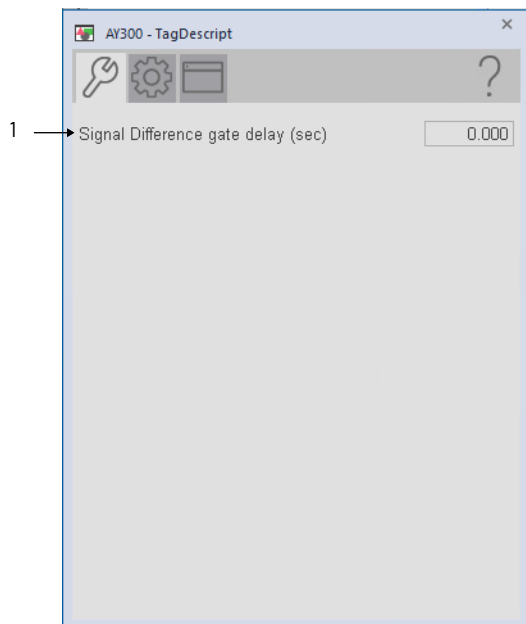 AY300 - TagDescript
?
1
Signal Difference gate delay (sec) 0.000